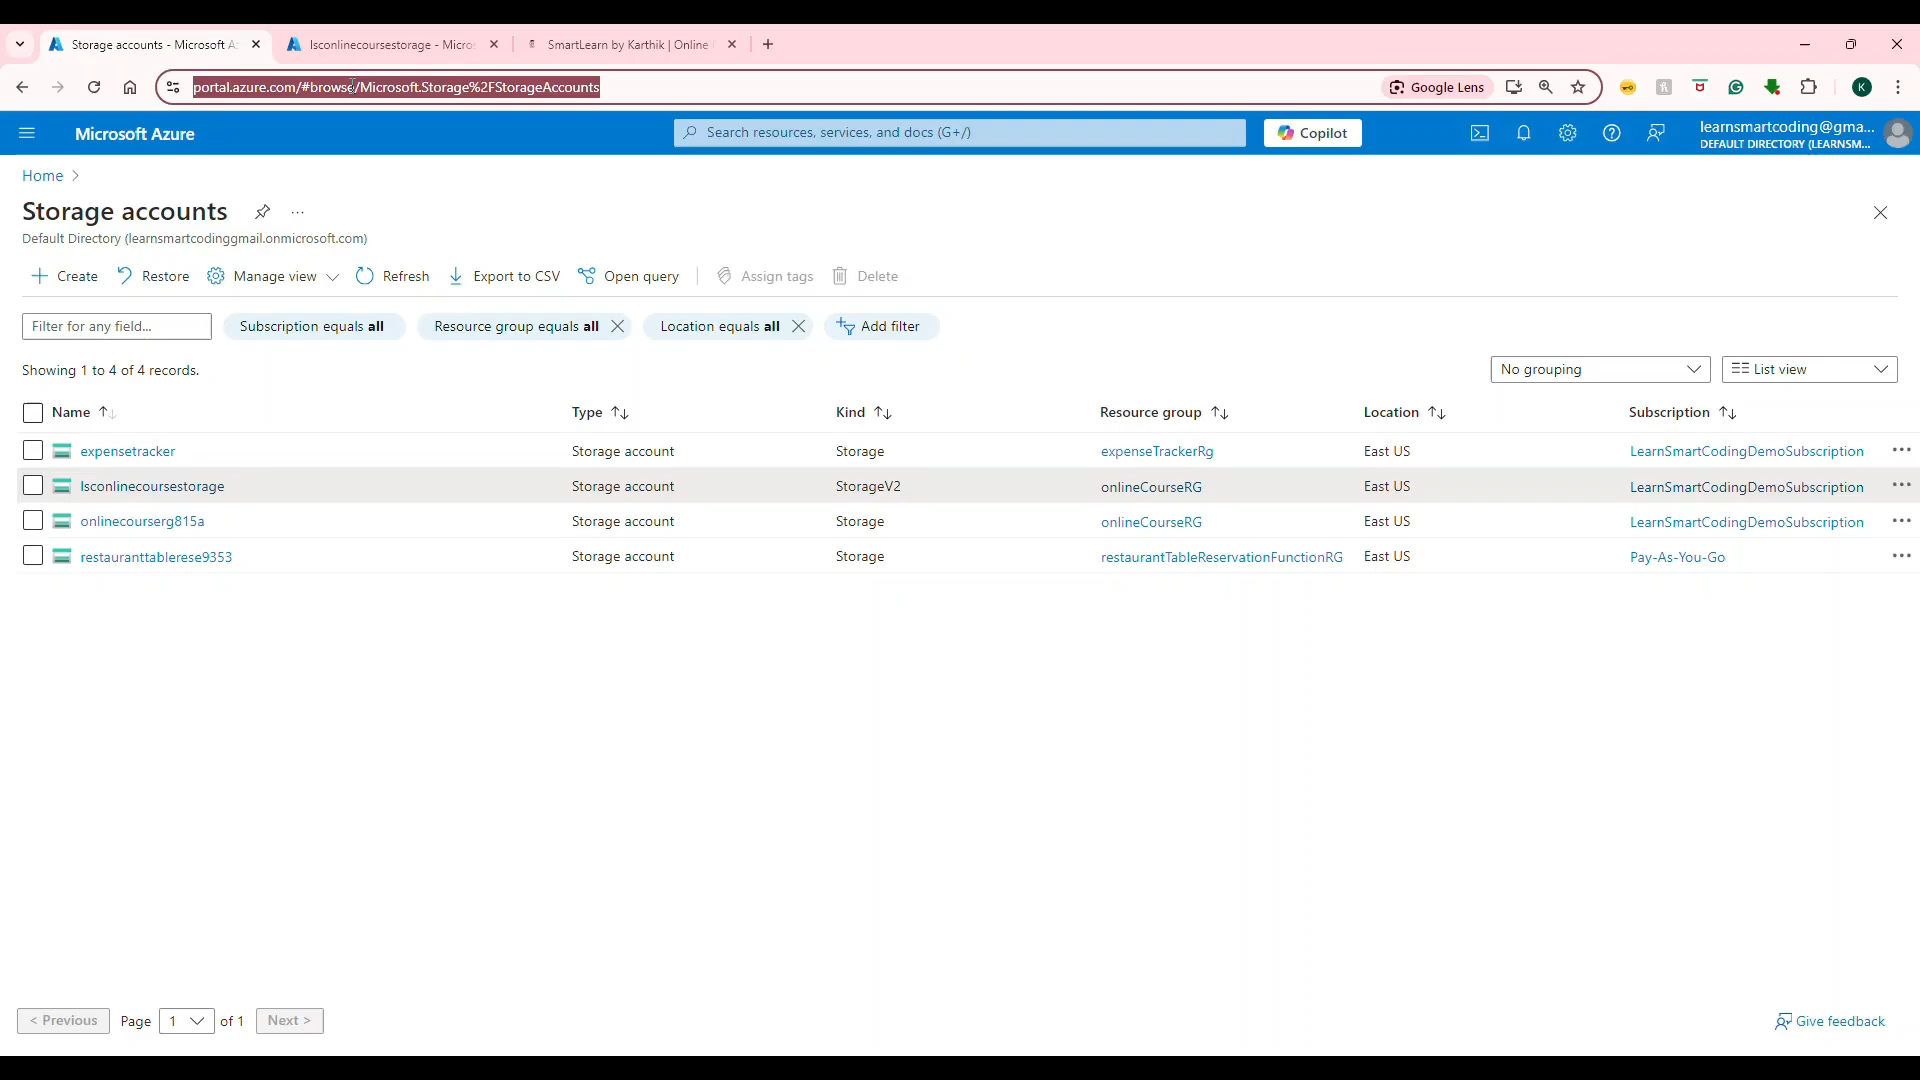 Storage accounts - Microsoft A
lsconlinecoursestorage - Micro
SmartLearn by Karthik | Online
portal.azure.com/#browse/Microsoft.Storage%2FStorageAccounts
Google Lens
K
Microsoft Azure
Search resources, services, and docs (G+/)
Copilot
learnsmartcoding@gma...
DEFAULT DIRECTORY (LEARNSM...
Home
Storage accounts
Default Directory (learnsmartcodinggmail.onmicrosoft.com)
Create
Restore
Manage view
Refresh
Export to CSV
Open query
Assign tags
Delete
Filter for any field...
Subscription equals all
Resource group equals all
Location equals all
Add filter
Showing 1 to 4 of 4 records.
No grouping
List view
Name Type Kind Resource group Location Subscription
expensetracker Storage account Storage expenseTrackerRg East US LearnSmartCodingDemoSubscription
lsconlinecoursestorage Storage account StorageV2 onlineCourseRG East US LearnSmartCodingDemoSubscription
onlinecourserg815a Storage account Storage onlineCourseRG East US LearnSmartCodingDemoSubscription
restauranttablerese9353 Storage account Storage restaurantTableReservationFunctionRG East US Pay-As-You-Go
< Previous Page 1 of 1 Next >
Give feedback